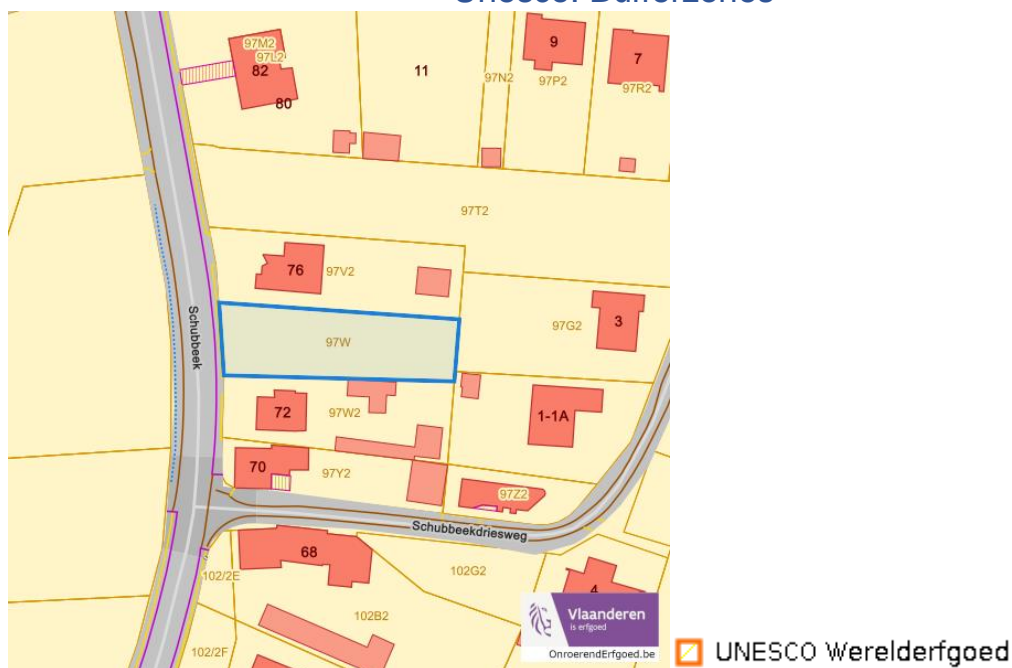 Unesco: Bufferzones
97M2
97L2
82
80
11
9
97N2
97P2
7
97R2
97T2
76
97V2
Schubbeek
97W
97G2
3
72
97W2
1-1A
70
97Y2
97Z2
Schubbeekdriesweg
68
102/2E
102G2
4
102B2
102/2F
Vlaanderen
is erfgoed
OnroerendErfgoed.be
UNESCO Werelderfgoed